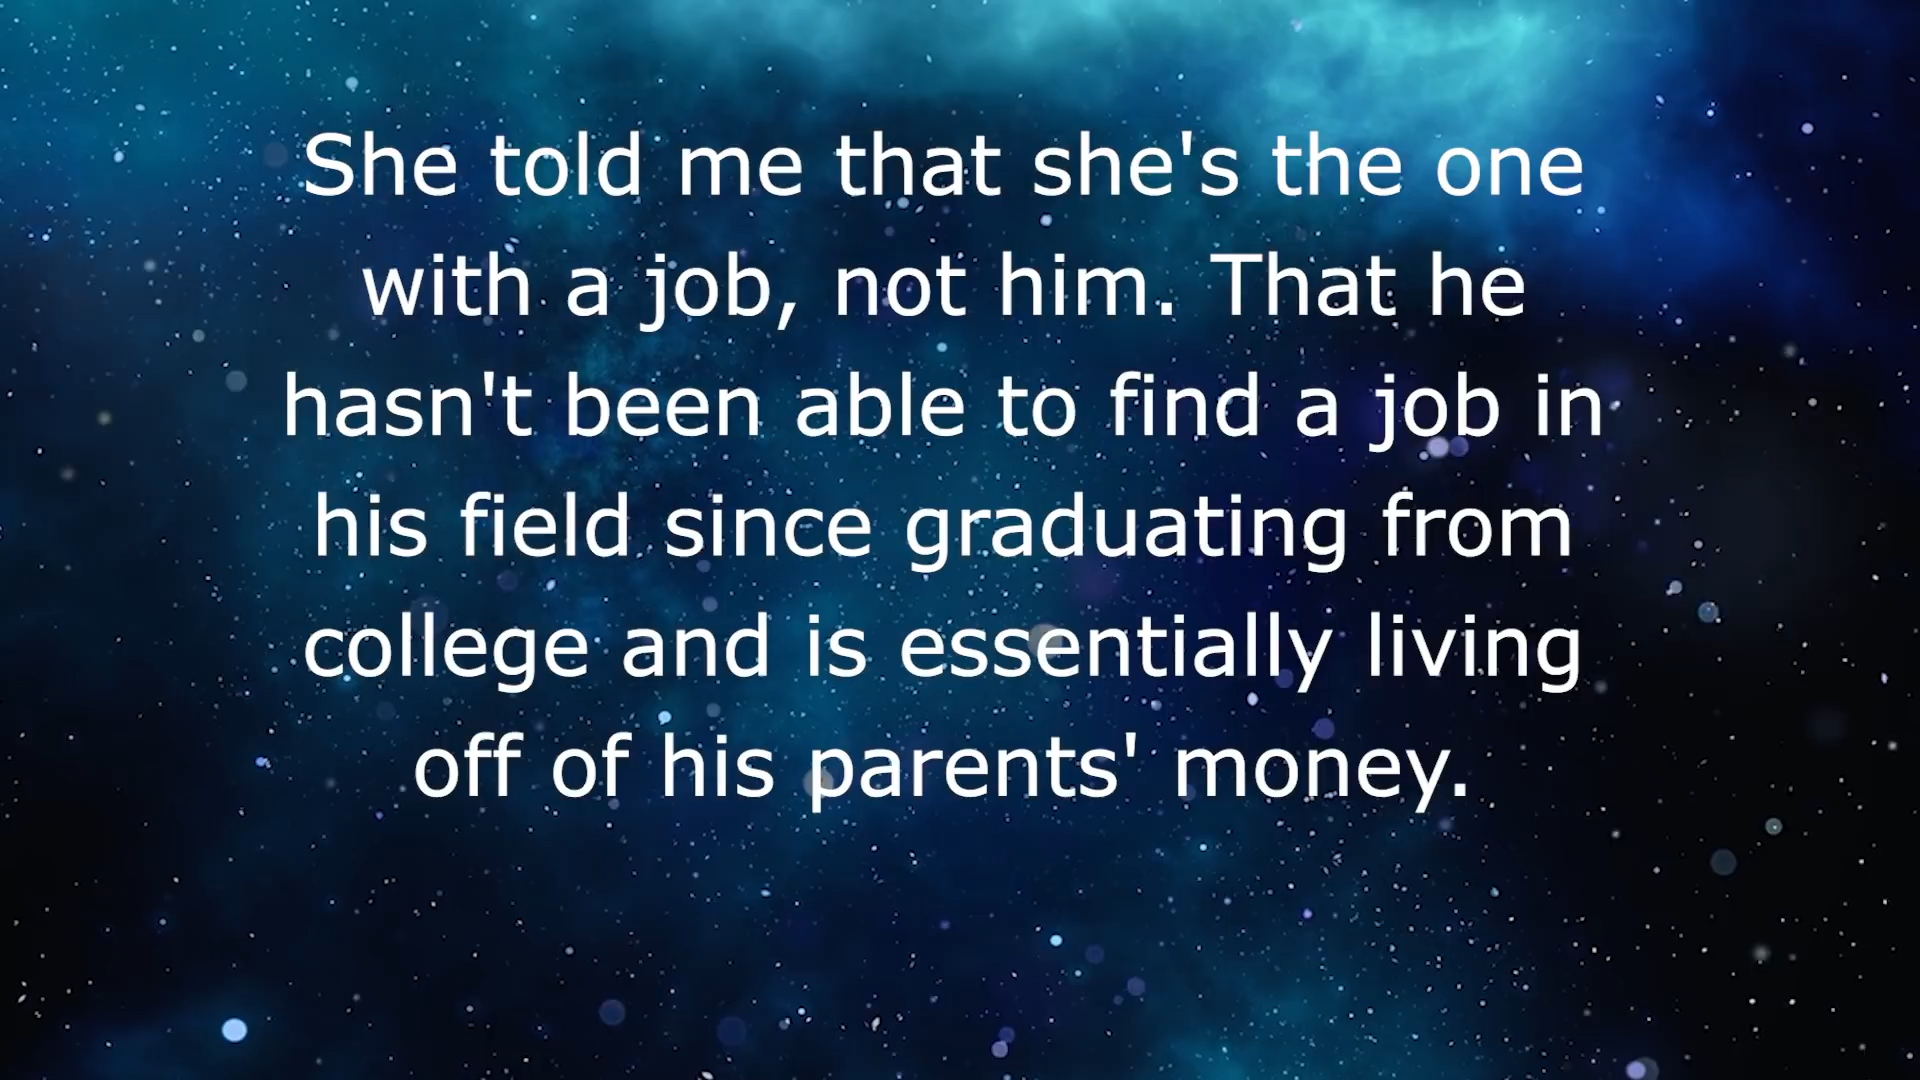 She told me that she's the one
with a job, not him. That he
hasn't been able to find a job in
his field since graduating from
college and is essentially living
off of his parents' money.